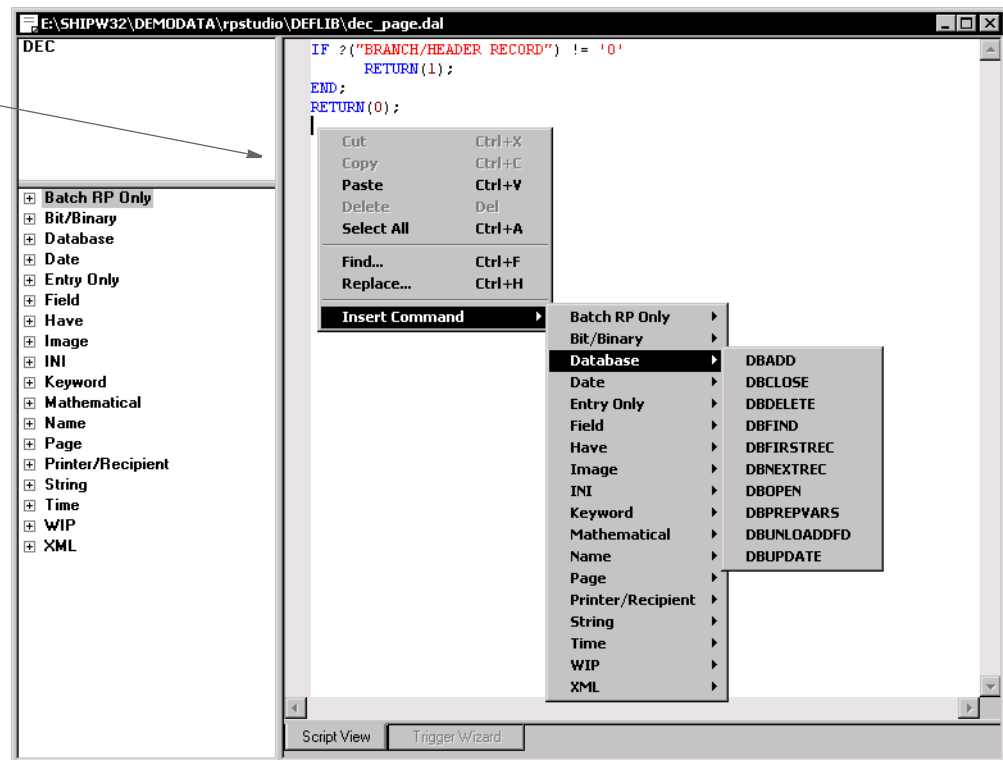 E:\SHIPW32\DEMODATA\rpstudio\DEFLIB\dec_page.dal
DEC
IF ?("BRANCH/HEADER RECORD") != '0'
RETURN(1);
END;
RETURN(0);
Cut Ctrl+X
Copy Ctrl+C
Paste Ctrl+V
Delete Del
Select All Ctrl+A
Find... Ctrl+F
Replace... Ctrl+H
Insert Command
Batch RP Only
Bit/Binary
Database
Date
Entry Only
Field
Have
Image
INI
Keyword
Mathematical
Name
Page
Printer/Recipient
String
Time
WIP
XML
Batch RP Only
Bit/Binary
Database
Date
Entry Only
Field
Have
Image
INI
Keyword
Mathematical
Name
Page
Printer/Recipient
String
Time
WIP
XML
DBADD
DBCLOSE
DBDELETE
DBFIND
DBFIRSTREC
DBNEXTREC
DBOPEN
DBPREPVARS
DBUNLOADDFD
DBUPDATE
Script View
Trigger Wizard